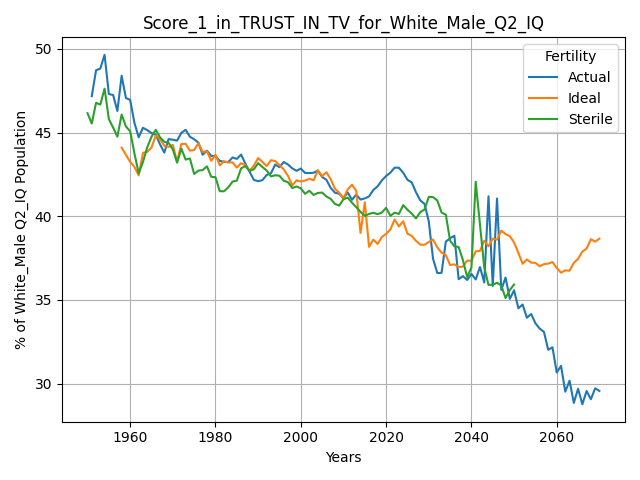 Score_1_in_TRUST_IN_TV_for_White_Male_Q2_IQ
% of White_Male Q2_IQ Population
50
45
40
35
30
Fertility
Actual
Ideal
Sterile
1960 1980 2000 2020 2040 2060
Years